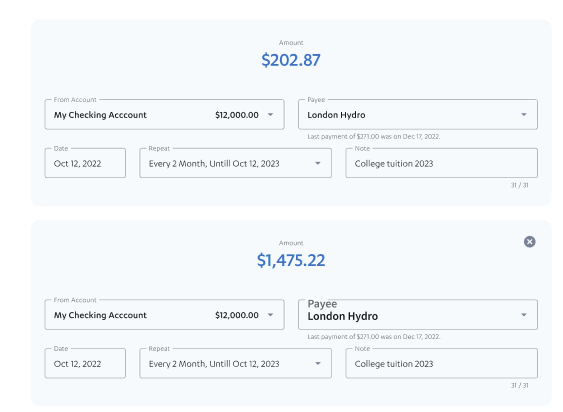 Amount
$202.87
From Account
My Checking Acccount $12,000.00
Payee
London Hydro
Last payment of $271.00 was on Dec 17, 2022.
Date
Oct 12, 2022
Repeat
Every 2 Month, Untill Oct 12, 2023
Note
College tuition 2023
31 / 31
Amount
$1,475.22
From Account
My Checking Acccount $12,000.00
Payee
London Hydro
Last payment of $271.00 was on Dec 17, 2022.
Date
Oct 12, 2022
Repeat
Every 2 Month, Untill Oct 12, 2023
Note
College tuition 2023
31 / 31